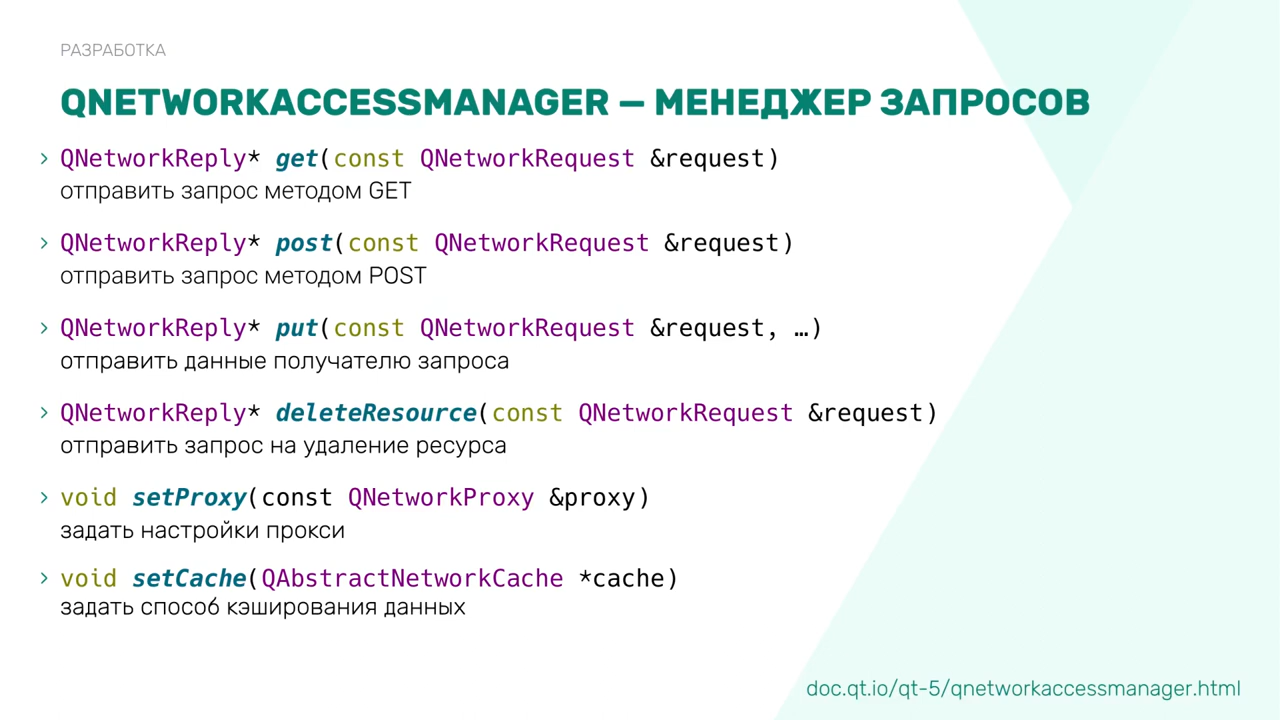 РАЗРАБОТКА
QNETWORKACCESSMANAGER — МЕНЕДЖЕР ЗАПРОСОВ
› QNetworkReply* get(const QNetworkRequest &request)
отправить запрос методом GET
› QNetworkReply* post(const QNetworkRequest &request)
отправить запрос методом POST
› QNetworkReply* put(const QNetworkRequest &request, …)
отправить данные получателю запроса
› QNetworkReply* deleteResource(const QNetworkRequest &request)
отправить запрос на удаление ресурса
› void setProxy(const QNetworkProxy &proxy)
задать настройки прокси
› void setCache(QAbstractNetworkCache *cache)
задать способ кэширования данных
doc.qt.io/qt-5/qnetworkaccessmanager.html